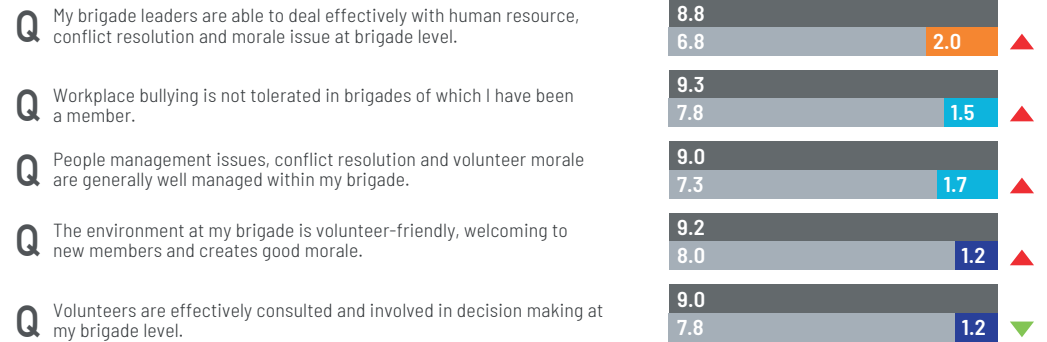 Q My brigade leaders are able to deal effectively with human resource,
conflict resolution and morale issue at brigade level.
8.8
6.8 2.0
Q Workplace bullying is not tolerated in brigades of which I have been
a member.
9.3
7.8 1.5
Q People management issues, conflict resolution and volunteer morale
are generally well managed within my brigade.
9.0
7.3 1.7
Q The environment at my brigade is volunteer-friendly, welcoming to
new members and creates good morale.
9.2
8.0 1.2
Q Volunteers are effectively consulted and involved in decision making at
my brigade level.
9.0
7.8 1.2